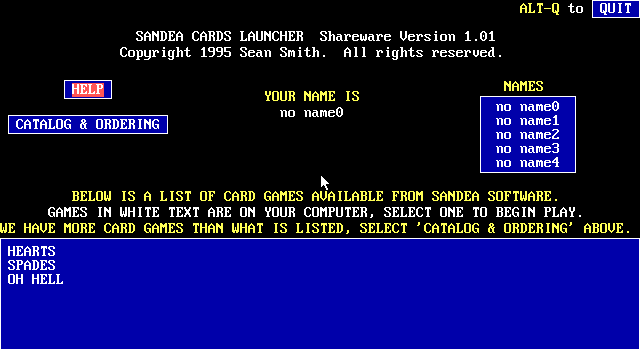 ALT-Q to QUIT
SANDEA CARDS LAUNCHER Shareware Version 1.01
Copyright 1995 Sean Smith. All rights reserved.
HELP
CATALOG & ORDERING
YOUR NAME IS
no name0
NAMES
no name0
no name1
no name2
no name3
no name4
BELOW IS A LIST OF CARD GAMES AVAILABLE FROM SANDEA SOFTWARE.
GAMES IN WHITE TEXT ARE ON YOUR COMPUTER, SELECT ONE TO BEGIN PLAY.
WE HAVE MORE CARD GAMES THAN WHAT IS LISTED, SELECT 'CATALOG & ORDERING' ABOVE.
HEARTS
SPADES
OH HELL